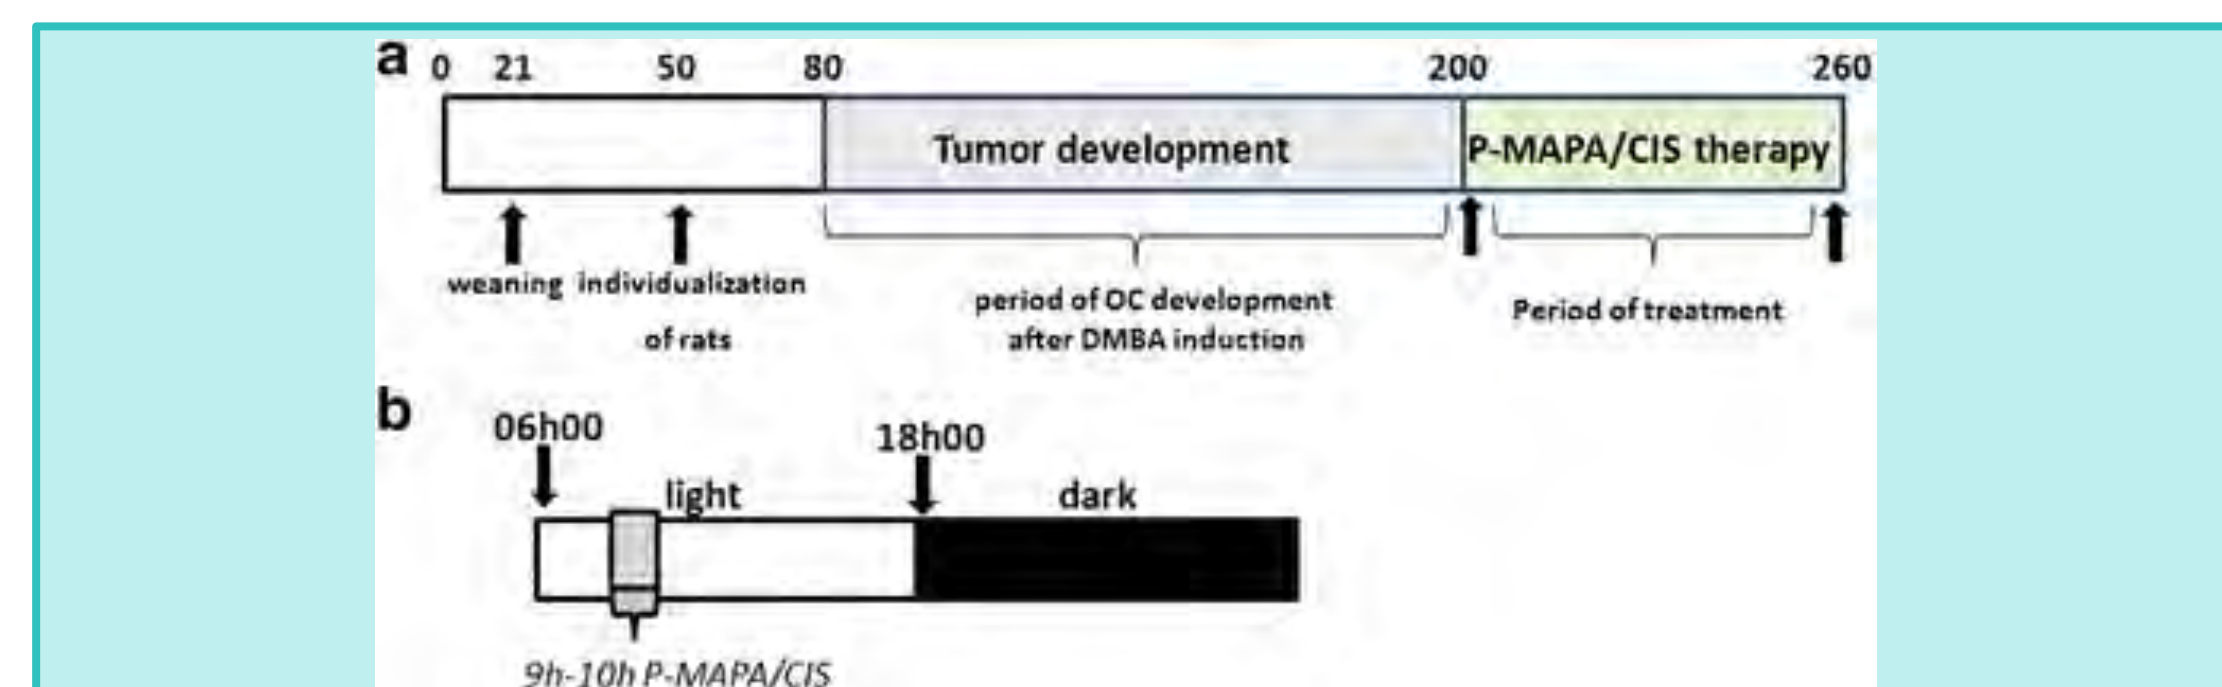 a 0 21 50 80 200 260
Tumor development P-MAPA/CIS therapy
weaning individualization
of rats
period of OC development
after DMBA induction
Period of treatment
b
06h00 18h00
light dark
9h-10h P-MAPA/CIS